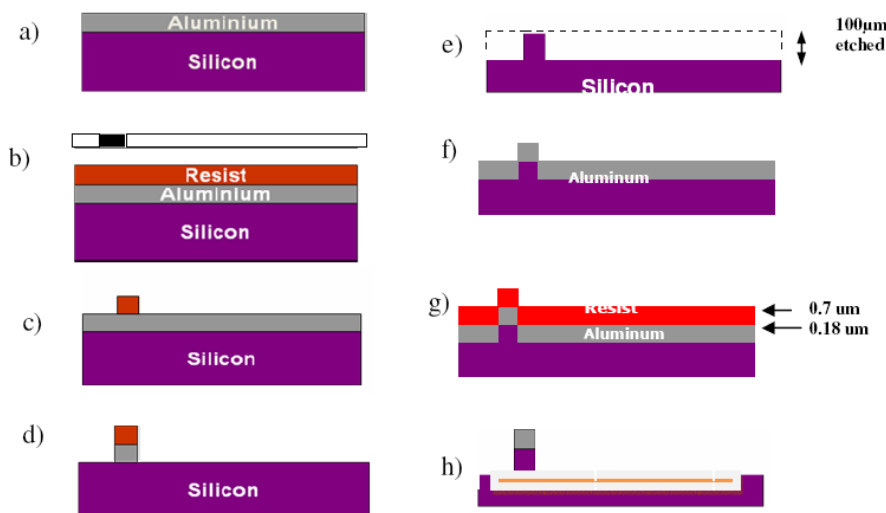 a)
Aluminium
Silicon
b)
Resist
Aluminium
Silicon
c)
Silicon
d)
Silicon
e)
100µm
etched
Silicon
f)
Aluminum
g)
Resist
Aluminum
0.7 um
0.18 um
h)